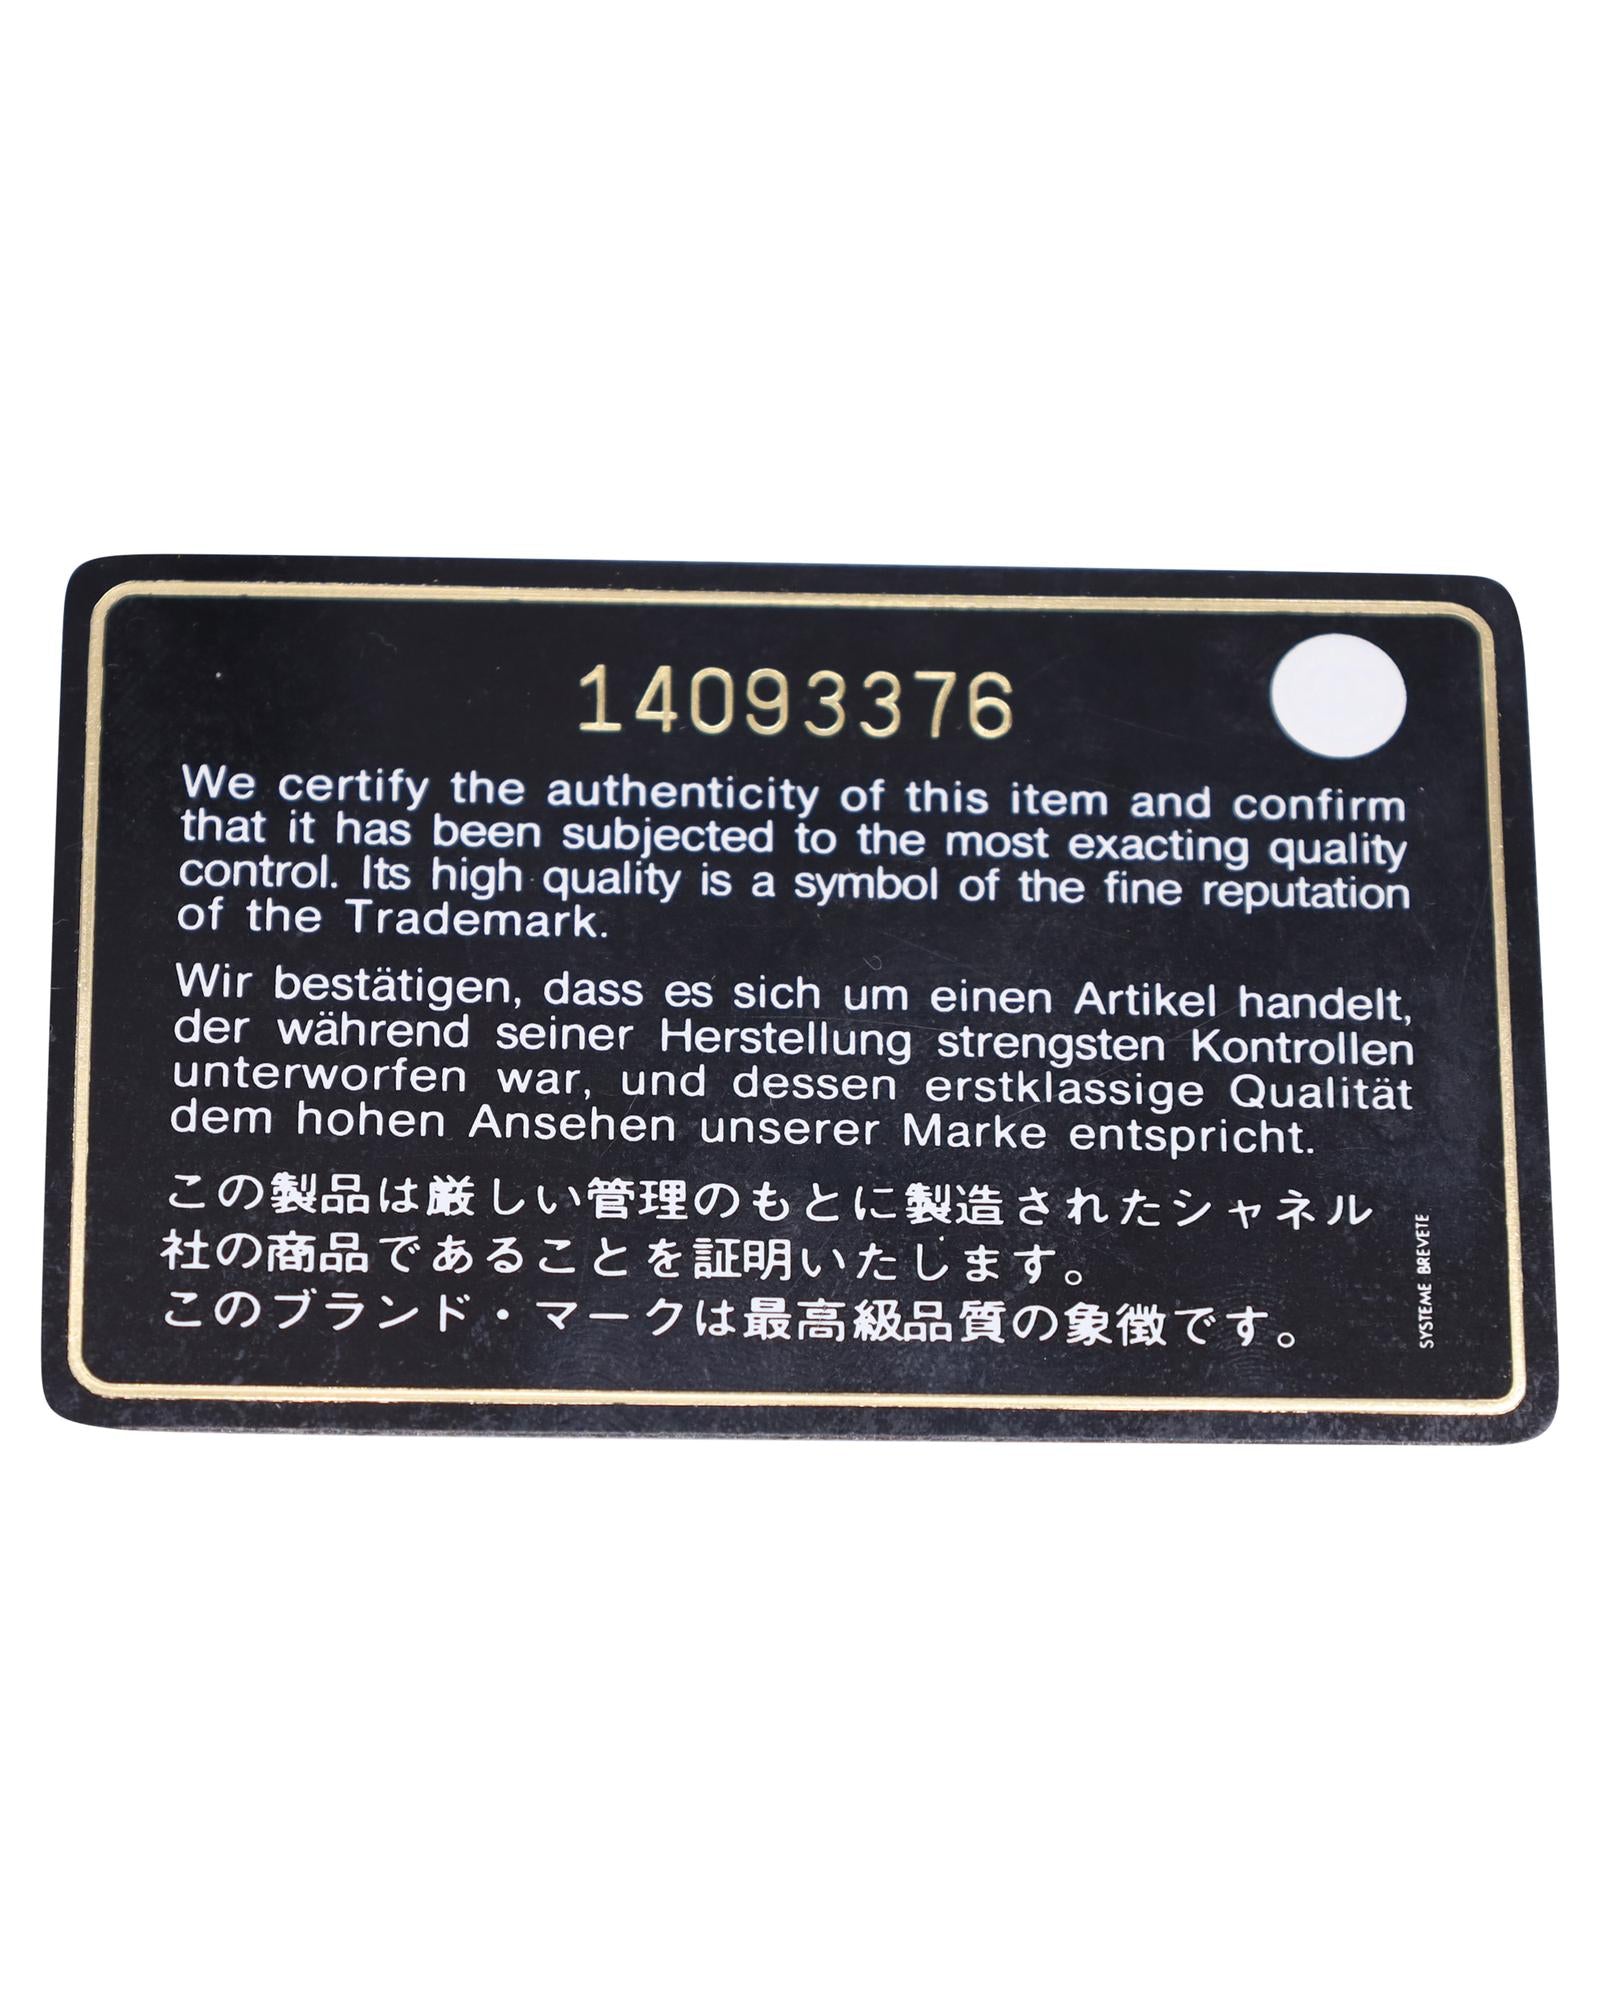 14093376
We certify the authenticity of this item and confirm
that it has been subjected to the most exacting quality
control. Its high quality is a symbol of the fine reputation
of the Trademark.
Wir bestätigen, dass es sich um einen Artikel handelt,
der während seiner Herstellung strengsten Kontrollen
unterworfen war, und dessen erstklassige Qualität
dem hohen Ansehen unserer Marke entspricht.
この製品は厳しい管理のもとに製造されたシャネル
社の商品であることを証明いたします。
このブランド・マークは最高級品質の象徴です。
SYSTEME BREVETE